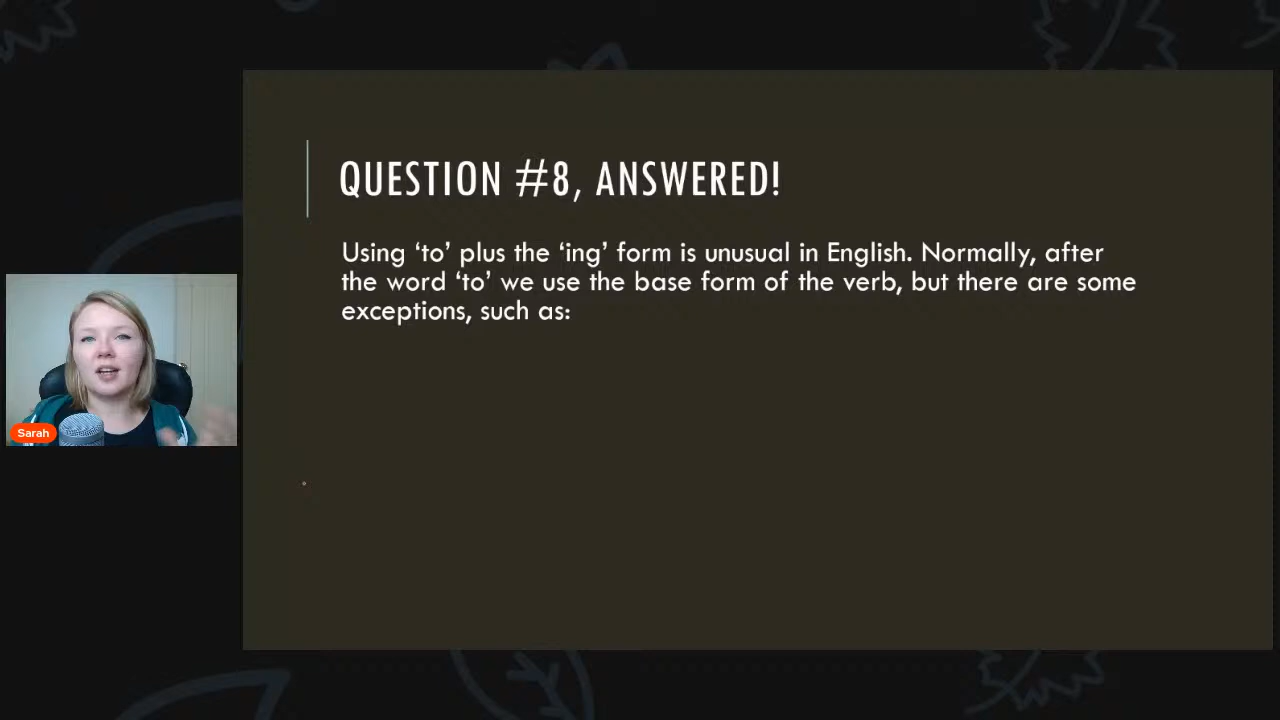 QUESTION #8, ANSWERED!
Using ‘to’ plus the ‘ing’ form is unusual in English. Normally, after
the word ‘to’ we use the base form of the verb, but there are some
exceptions, such as:
Sarah